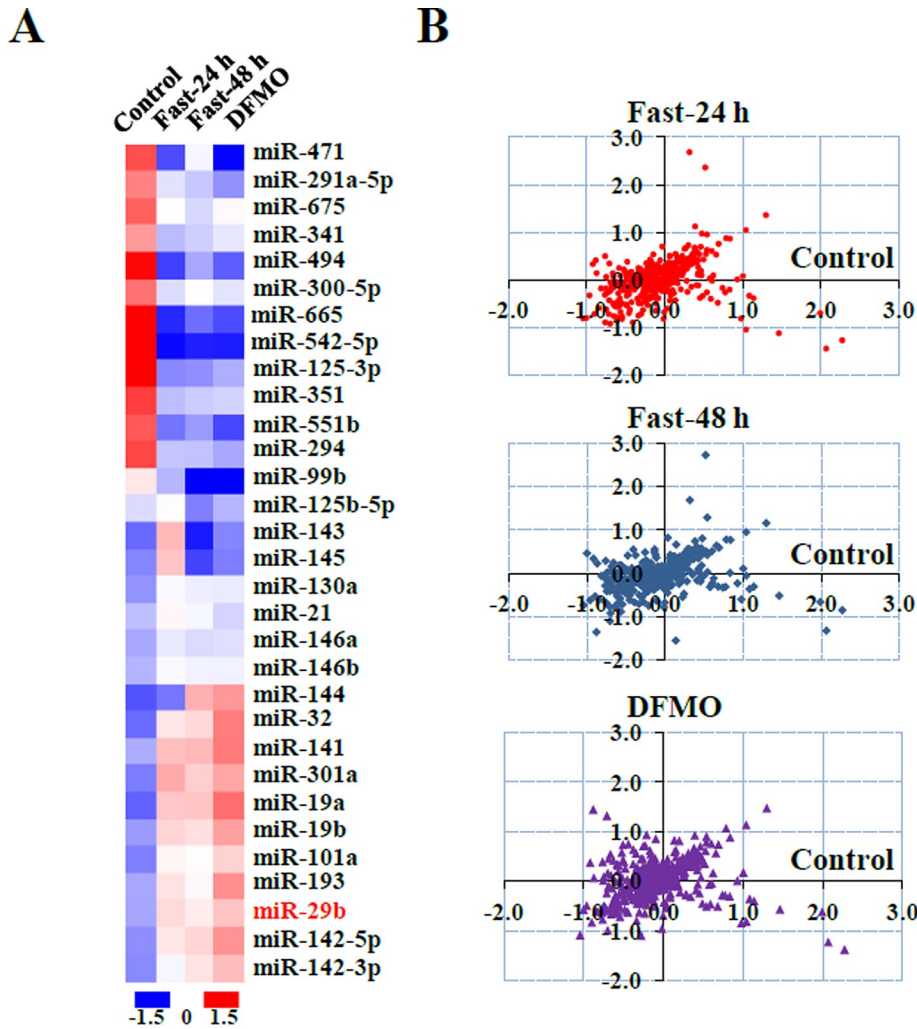 A
Control
Fast-24 h
Fast-48 h
DFMO
miR-471
miR-291a-5p
miR-675
miR-341
miR-494
miR-300-5p
miR-665
miR-542-5p
miR-125-3p
miR-351
miR-551b
miR-294
miR-99b
miR-125b-5p
miR-143
miR-145
miR-130a
miR-21
miR-146a
miR-146b
miR-144
miR-32
miR-141
miR-301a
miR-19a
miR-19b
miR-101a
miR-193
miR-29b
miR-142-5p
miR-142-3p
-1.5 0 1.5
B
Fast-24 h
3.0
2.0
1.0
Control
0.0
-2.0 -1.0 0.0 1.0 2.0 3.0
-1.0
-2.0
Fast-48 h
3.0
2.0
1.0
Control
0.0
-2.0 -1.0 0.0 1.0 2.0 3.0
-1.0
-2.0
DFMO
3.0
2.0
1.0
Control
0.0
-2.0 -1.0 0.0 1.0 2.0 3.0
-1.0
-2.0